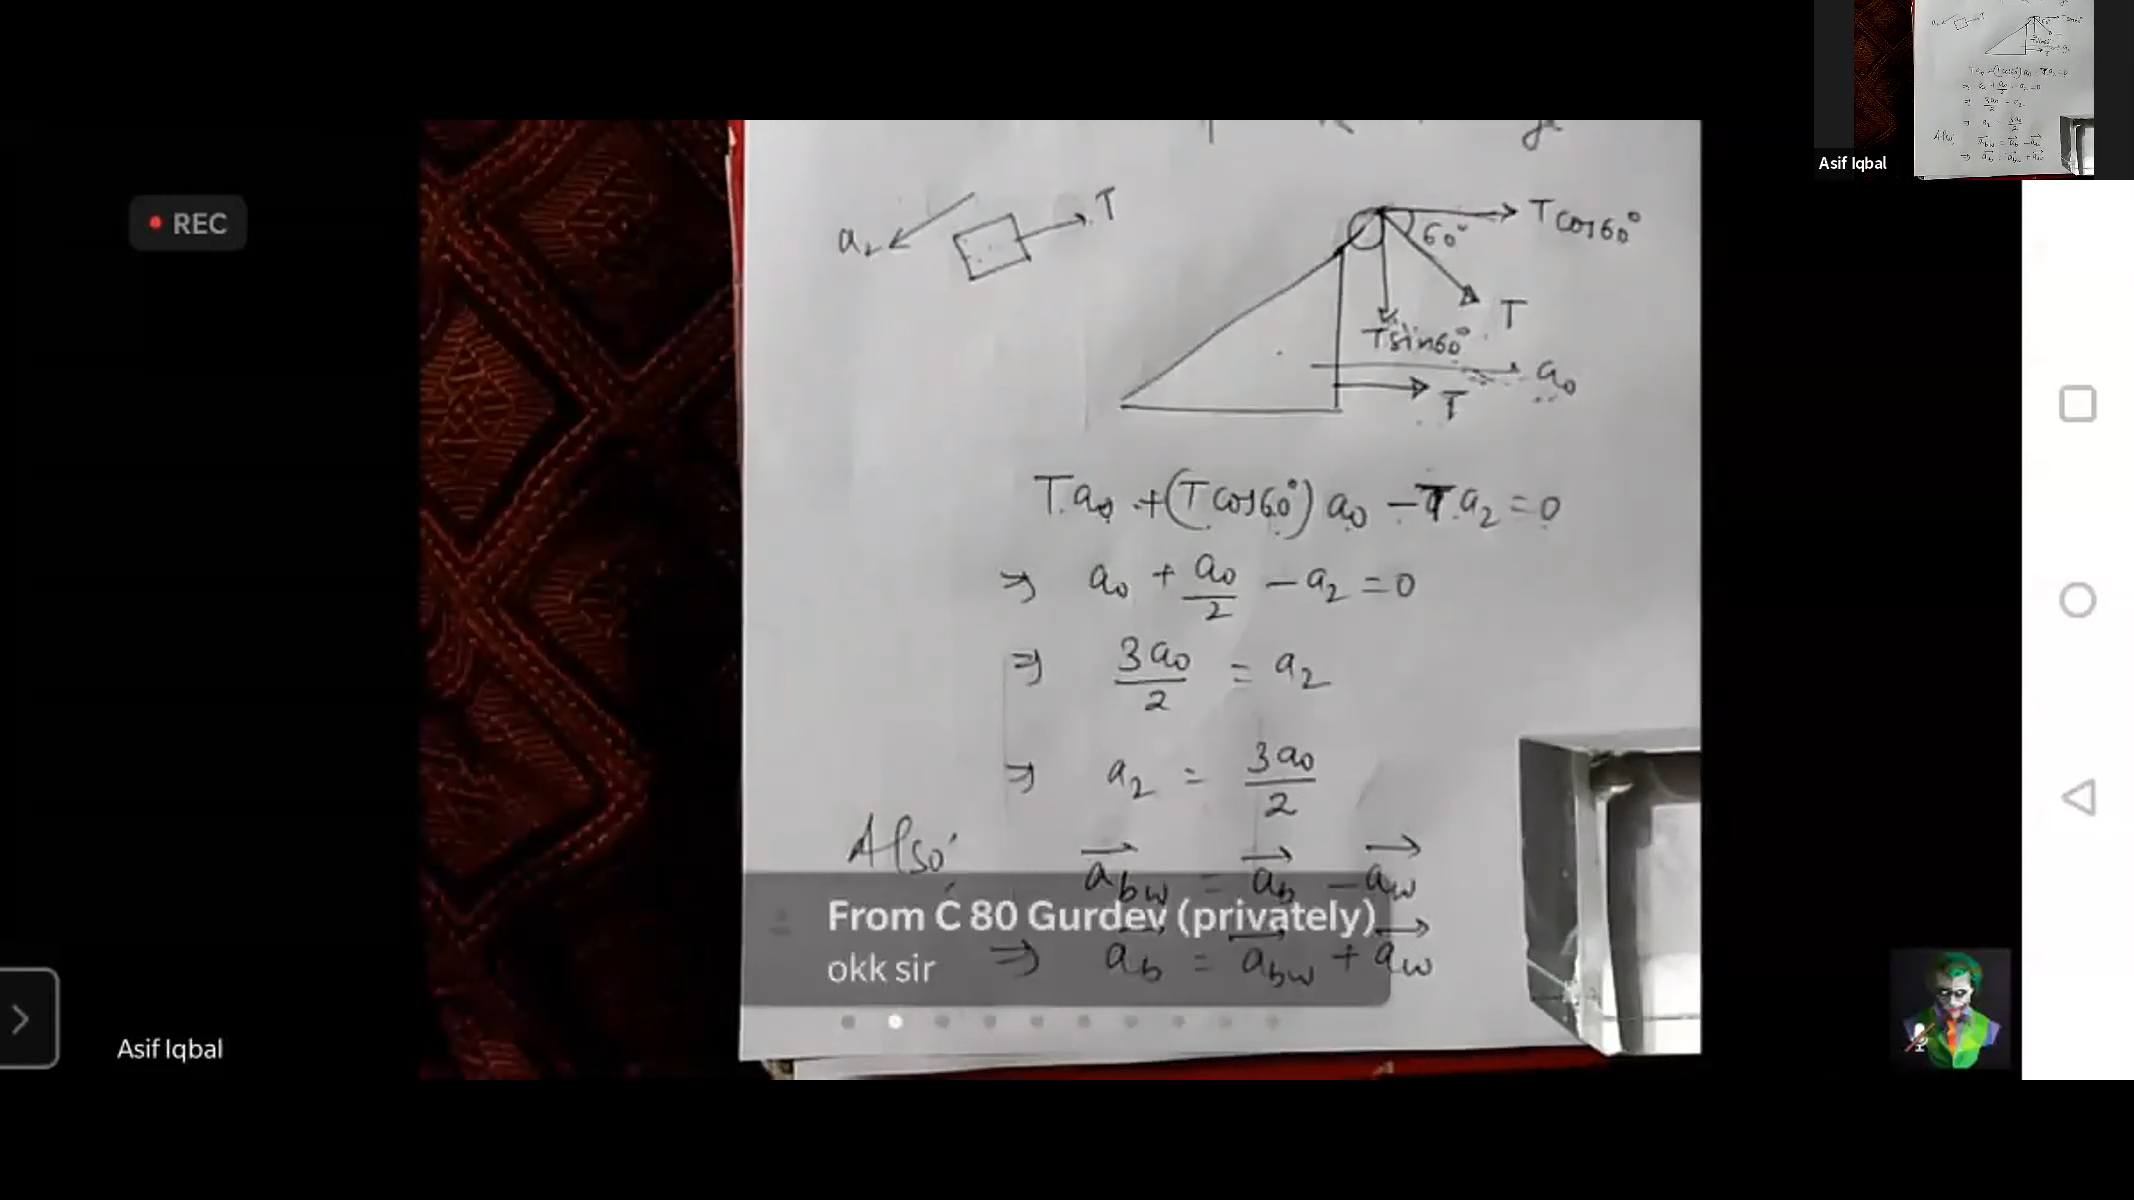 REC
Asif Iqbal
a₂
T
T cos60°
60°
T
T sin60°
a₀
T
T.a₀ + (T cos60°) a₀ - T.a₂ = 0
⇒ a₀ + a₀/2 - a₂ = 0
⇒ 3a₀/2 = a₂
⇒ a₂ = 3a₀/2
Also,
a⃗bw = a⃗b - a⃗w
From C 80 Gurdev (privately)
⇒ a⃗b = a⃗bw + a⃗w
okk sir
Asif Iqbal